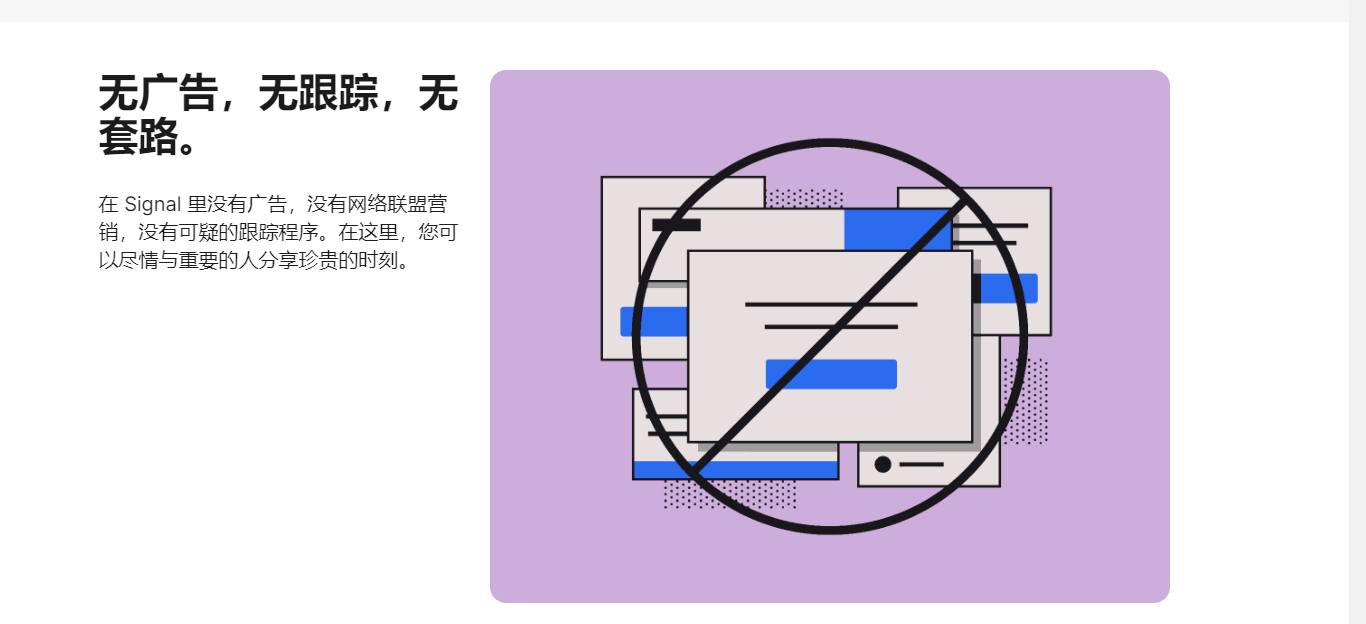 无广告，无跟踪，无
套路。
在 Signal 里没有广告，没有网络联盟营
销，没有可疑的跟踪程序。在这里，您可
以尽情与重要的人分享珍贵的时刻。